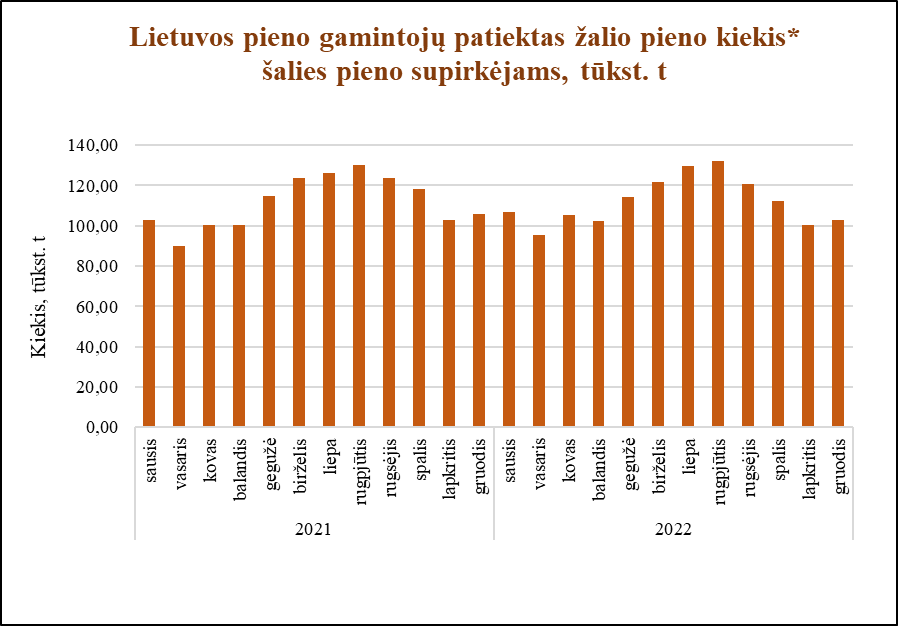 Lietuvos pieno gamintojų patiektas žalio pieno kiekis*
šalies pieno supirkėjams, tūkst. t
Kiekis, tūkst. t
140,00
120,00
100,00
80,00
60,00
40,00
20,00
0,00
sausis
vasaris
kovas
balandis
gegužė
birželis
liepa
rugpjūtis
rugsėjis
spalis
lapkritis
gruodis
sausis
vasaris
kovas
balandis
gegužė
birželis
liepa
rugpjūtis
rugsėjis
spalis
lapkritis
gruodis
2021
2022